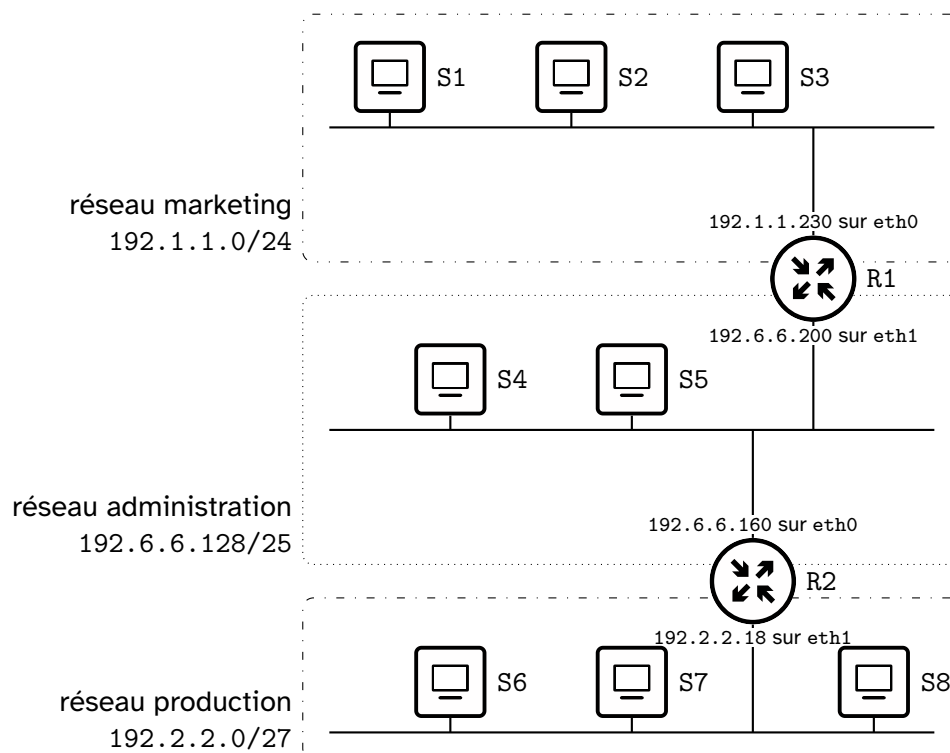 S1
S2
S3
réseau marketing
192.1.1.0/24
192.1.1.230 sur eth0
R1
192.6.6.200 sur eth1
S4
S5
réseau administration
192.6.6.128/25
192.6.6.160 sur eth0
R2
192.2.2.18 sur eth1
S6
S7
S8
réseau production
192.2.2.0/27